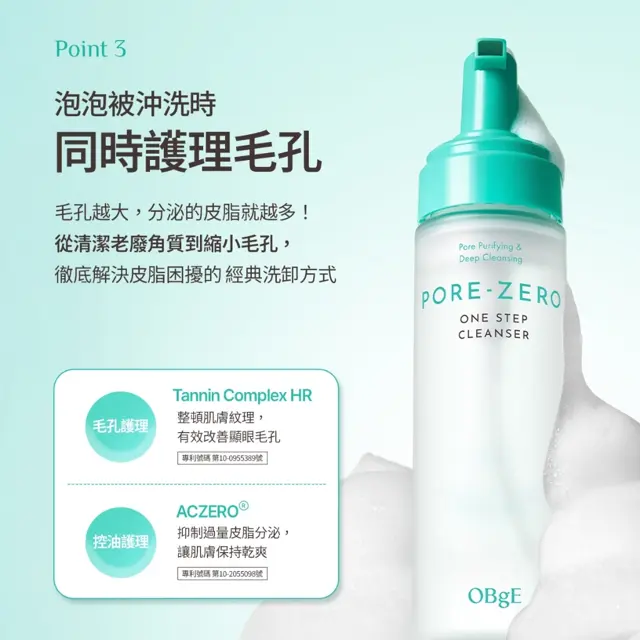 Point 3
泡泡被沖洗時
同時護理毛孔
毛孔越大，分泌的皮脂就越多！
從清潔老廢角質到縮小毛孔，
徹底解決皮脂困擾的 經典洗卸方式
毛孔護理
Tannin Complex HR
整頓肌膚紋理，
有效改善顯眼毛孔
專利號碼 第10-0955389號
控油護理
ACZERO®
抑制過量皮脂分泌，
讓肌膚保持乾爽
專利號碼 第10-2055098號
Pore Purifying &
Deep Cleansing
PORE-ZERO
ONE STEP
CLEANSER
OBgE